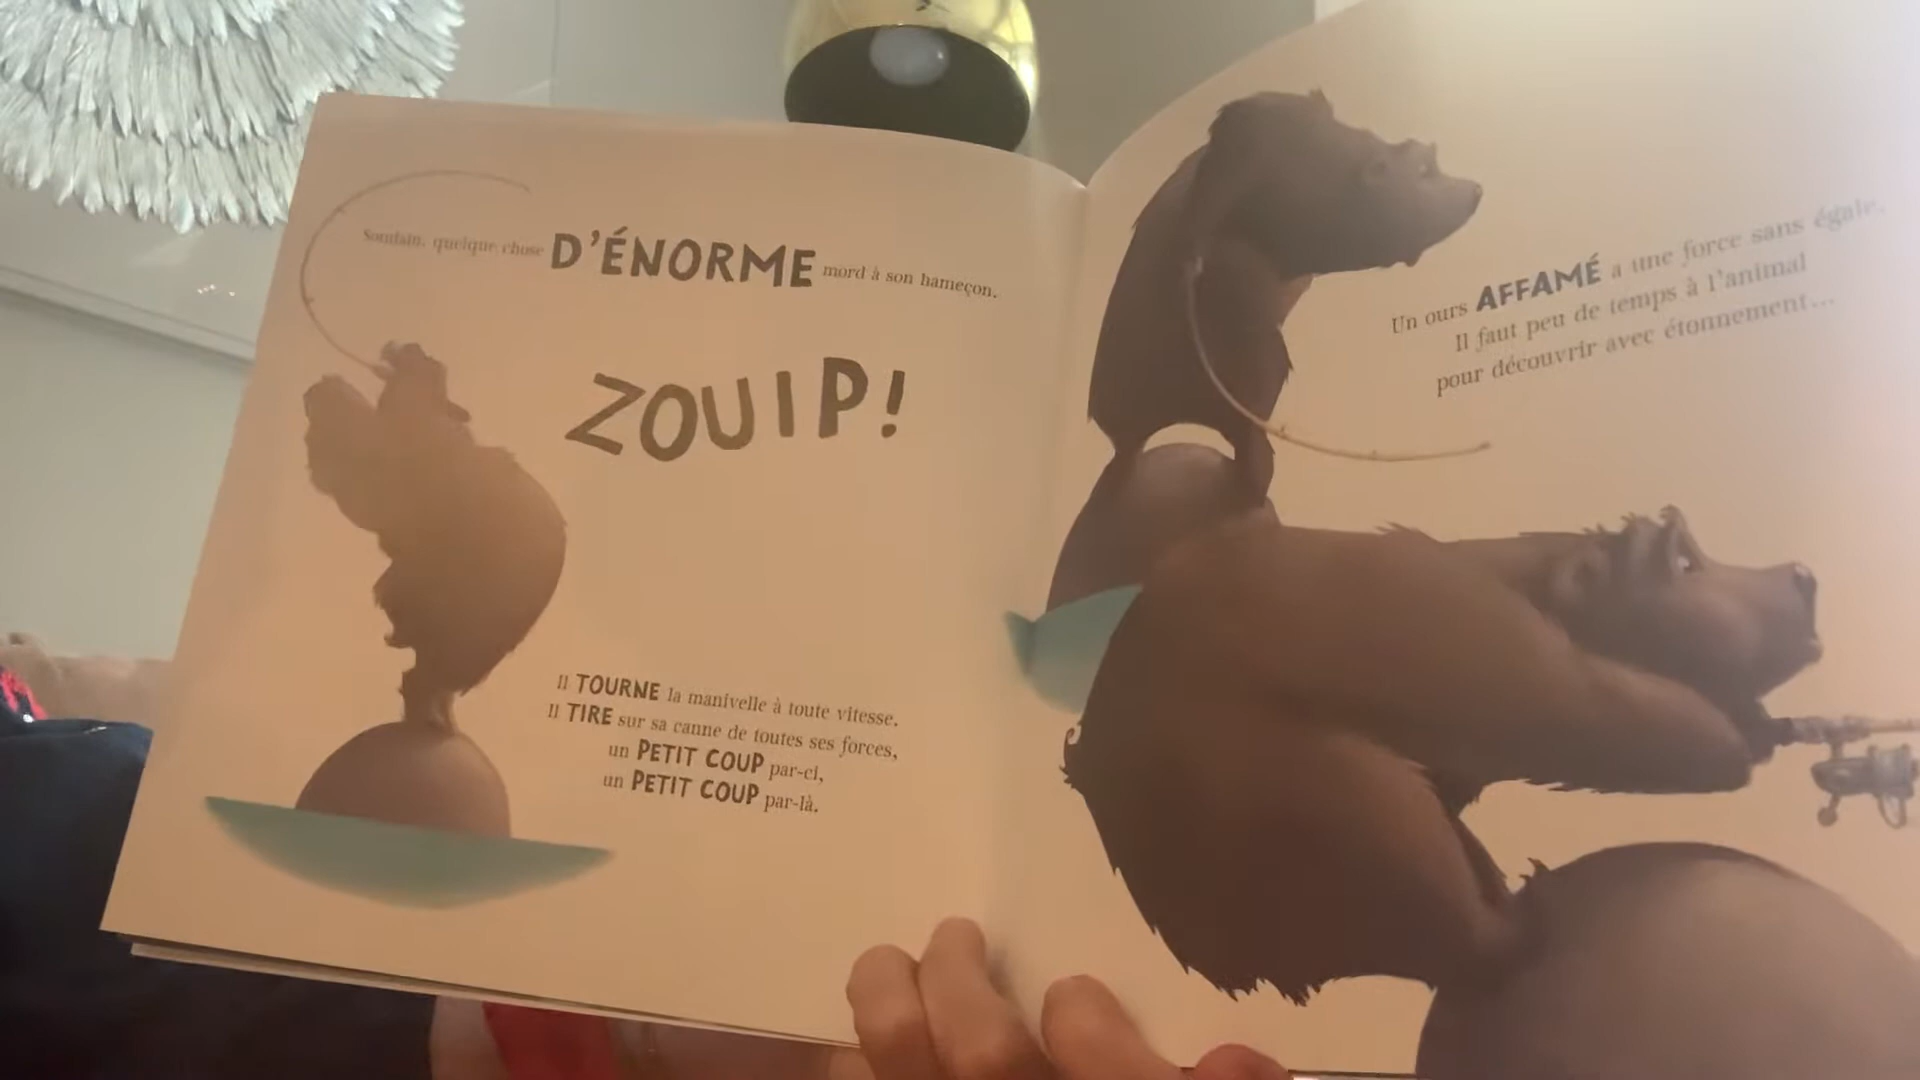 Soudain, quelque chose D'ÉNORME mord à son hameçon.
ZOUIP!
Il TOURNE la manivelle à toute vitesse.
Il TIRE sur sa canne de toutes ses forces,
un PETIT COUP par-ci,
un PETIT COUP par-là.
Un ours AFFAMÉ a une force sans égale.
Il faut peu de temps à l'animal
pour découvrir avec étonnement...